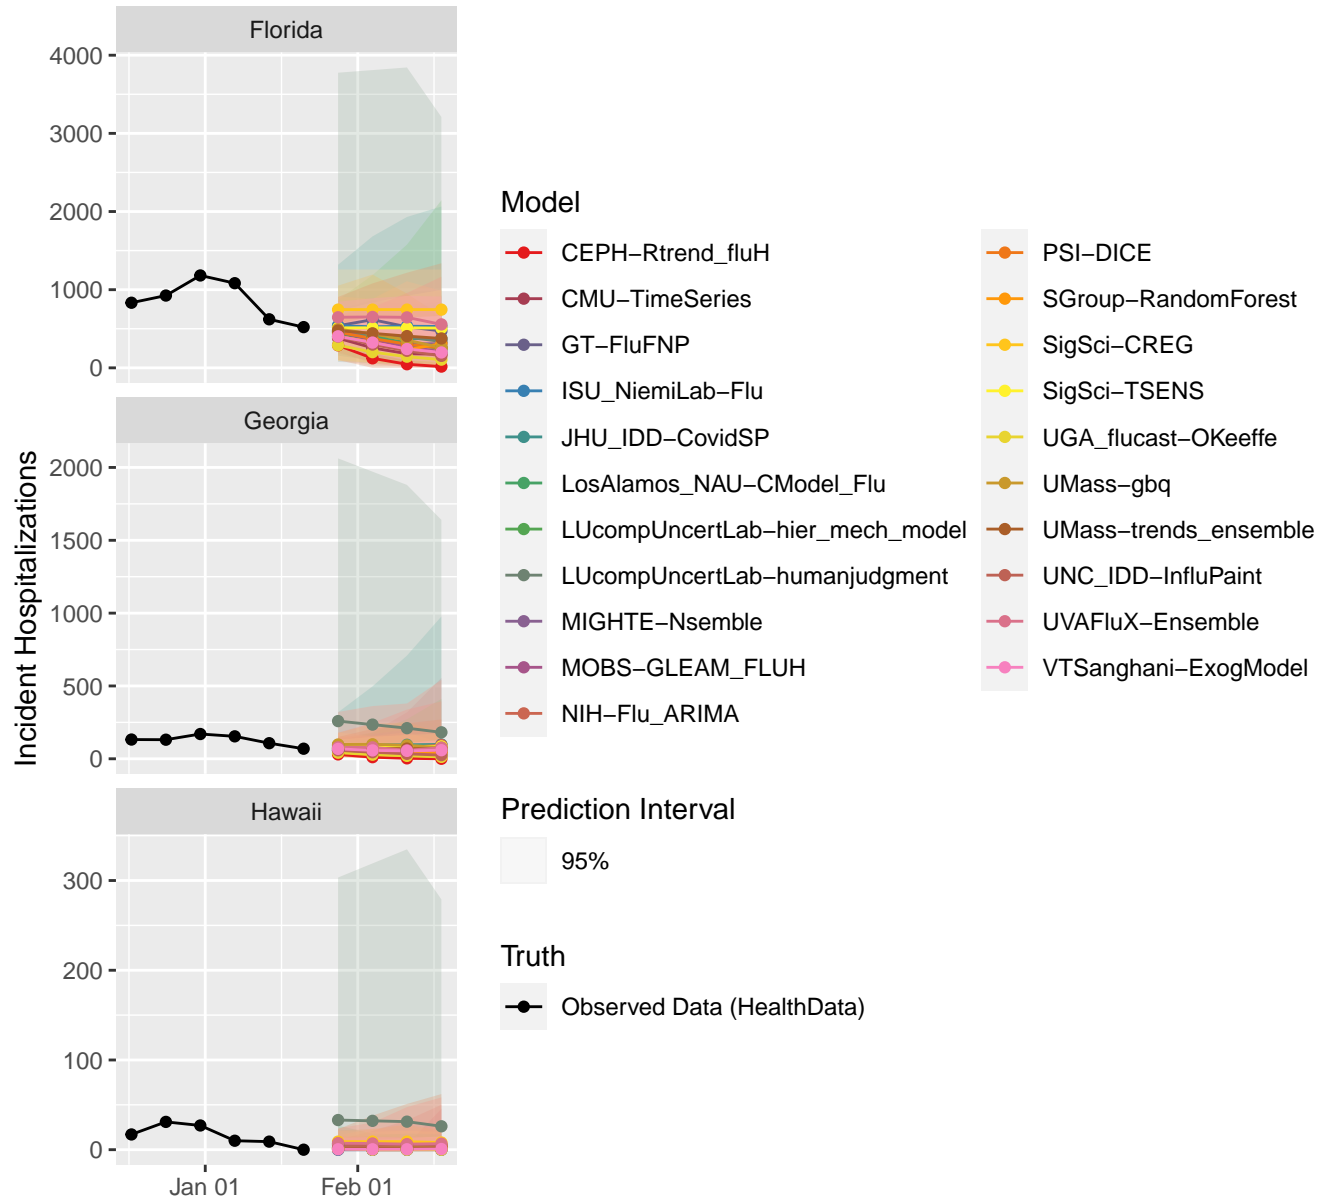 Florida
4000
3000
2000
1000
0
Georgia
2000
1500
1000
500
0
Hawaii
300
200
100
0
Jan 01
Feb 01
Incident Hospitalizations
Model
CEPH−Rtrend_fluH
CMU−TimeSeries
GT−FluFNP
ISU_NiemiLab−Flu
JHU_IDD−CovidSP
LosAlamos_NAU−CModel_Flu
LUcompUncertLab−hier_mech_model
LUcompUncertLab−humanjudgment
MIGHTE−Nsemble
MOBS−GLEAM_FLUH
NIH−Flu_ARIMA
PSI−DICE
SGroup−RandomForest
SigSci−CREG
SigSci−TSENS
UGA_flucast−OKeeffe
UMass−gbq
UMass−trends_ensemble
UNC_IDD−InfluPaint
UVAFluX−Ensemble
VTSanghani−ExogModel
Prediction Interval
95%
Truth
Observed Data (HealthData)